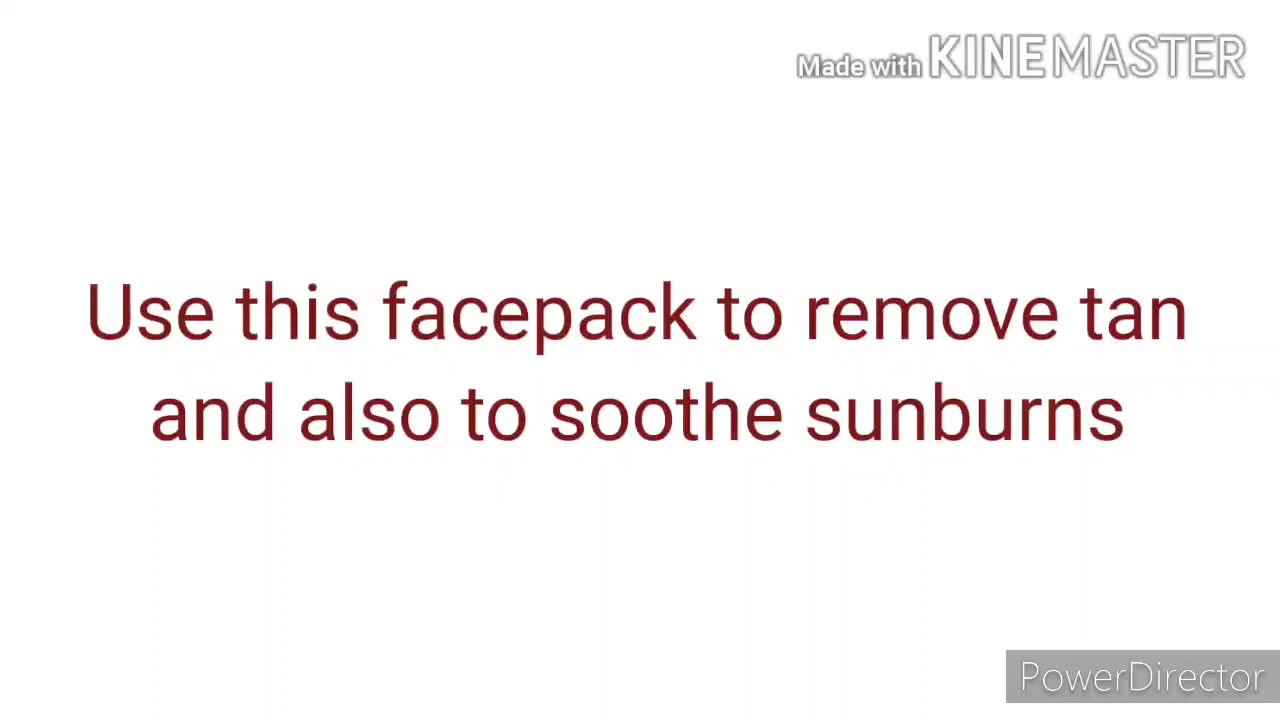 Made with KINEMASTER
Use this facepack to remove tan
and also to soothe sunburns
PowerDirector